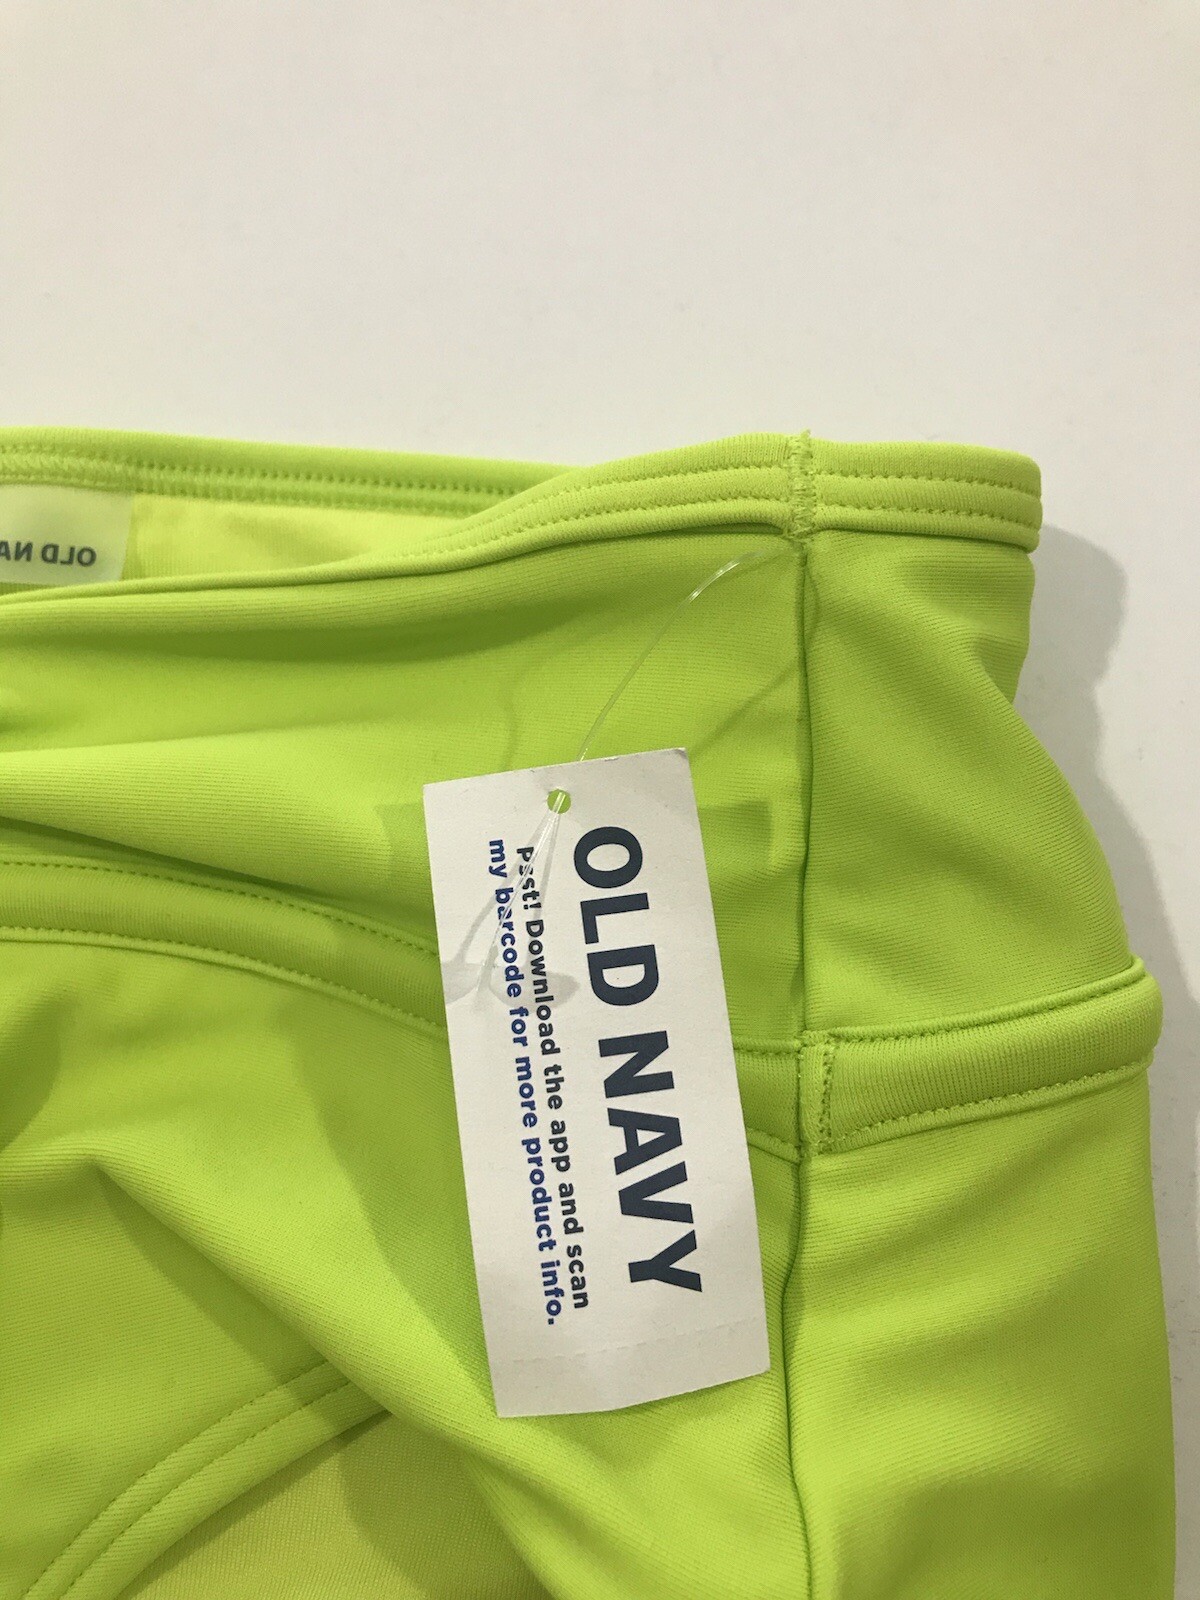 OLD NA
OLD NAVY
Psst! Download the app and scan
my barcode for more product info.